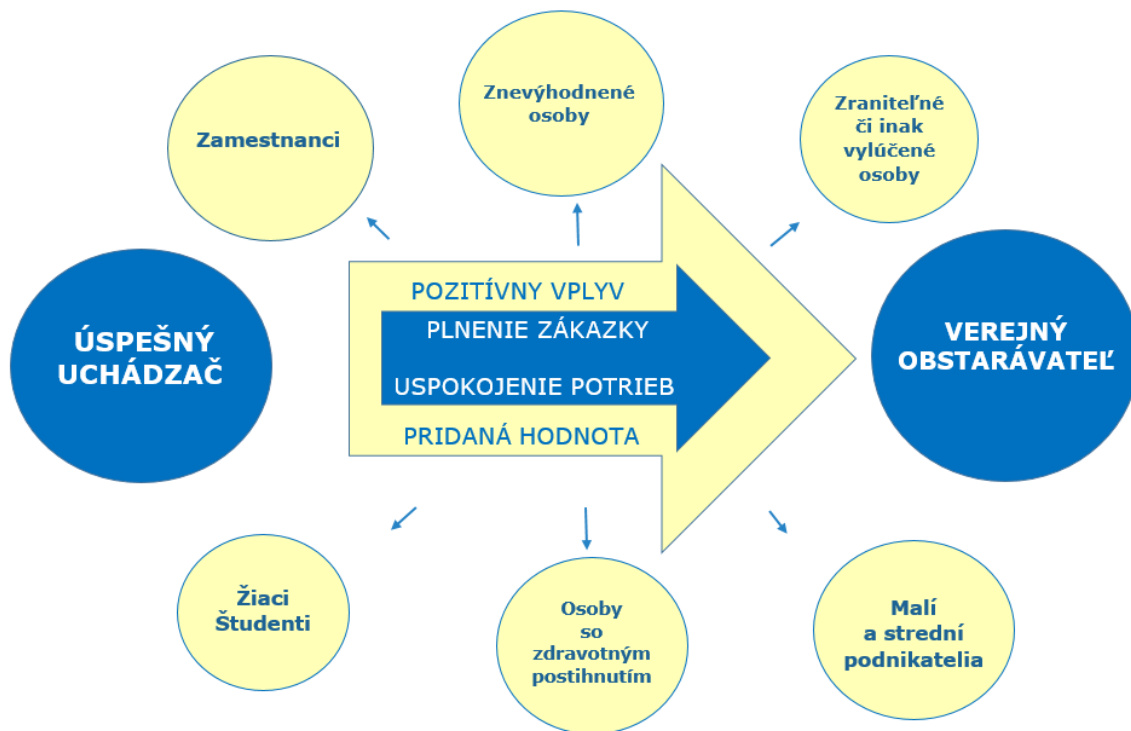 Zamestnanci
Znevýhodnené
osoby
Zraniteľné
či inak
vylúčené
osoby
ÚSPEŠNÝ
UCHÁDZAČ
POZITÍVNY VPLYV
PLNENIE ZÁKAZKY
USPOKOJENIE POTRIEB
PRIDANÁ HODNOTA
VEREJNÝ
OBSTARÁVATEĽ
Žiaci
Študenti
Osoby
so
zdravotným
postihnutím
Malí
a strední
podnikatelia